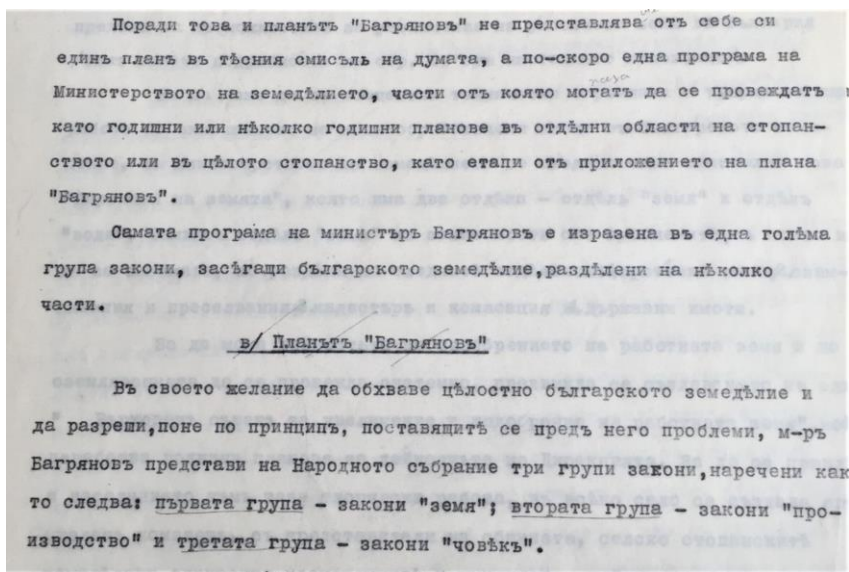 Поради това и планътъ "Багряновъ" не представлява отъ себе си
единъ планъ въ тѣсния смисълъ на думата, а по-скоро една програма на
Министерството на земедѣлието, части отъ която могатъ да се провеждатъ и
като годишни или нѣколко годишни планове въ отдѣлни области на стопан-
ството или въ цѣлото стопанство, като етапи отъ приложението на плана
"Багряновъ".
Самата програма на министъръ Багряновъ е изразена въ една голѣма
група закони, засѣгащи българското земедѣлие,раздѣлени на нѣколко
части.
в/ Планътъ "Багряновъ"
Въ своето желание да обхваве цѣлостно българското земедѣлие и
да разреши,поне по принципъ, поставящитѣ се предъ него проблеми, м-ръ
Багряновъ представи на Народното събрание три групи закони,наречени как
то следва: първата група - закони "земя"; втората група - закони "про-
изводство" и третата група - закони "човѣкъ".